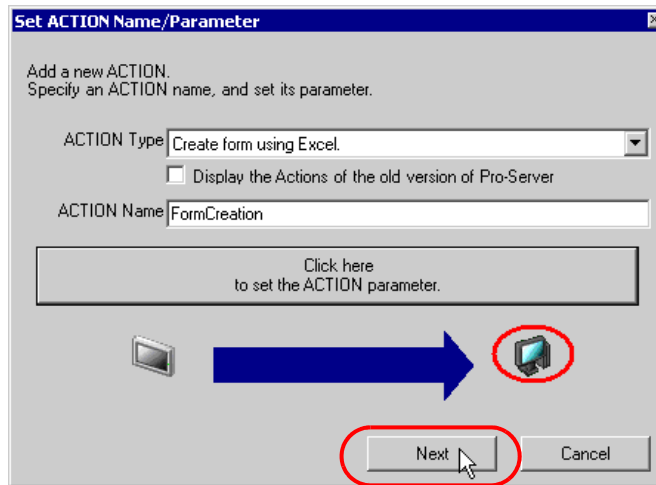 Set ACTION Name/Parameter
Add a new ACTION.
Specify an ACTION name, and set its parameter.
ACTION Type Create form using Excel.
Display the Actions of the old version of Pro-Server
ACTION Name FormCreation
Click here
to set the ACTION parameter.
Next Cancel